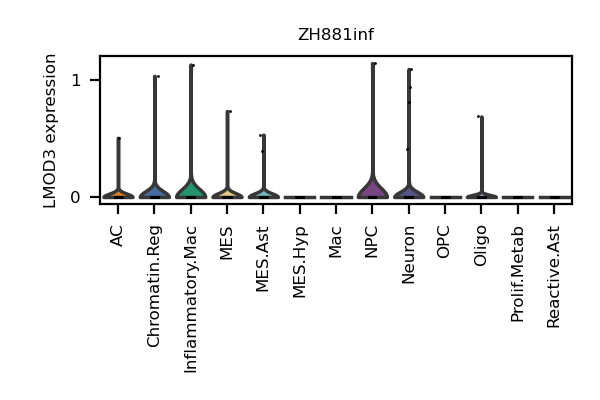 ZH881inf
LMOD3 expression
1
0
AC
Chromatin.Reg
Inflammatory.Mac
MES
MES.Ast
MES.Hyp
Mac
NPC
Neuron
OPC
Oligo
Prolif.Metab
Reactive.Ast